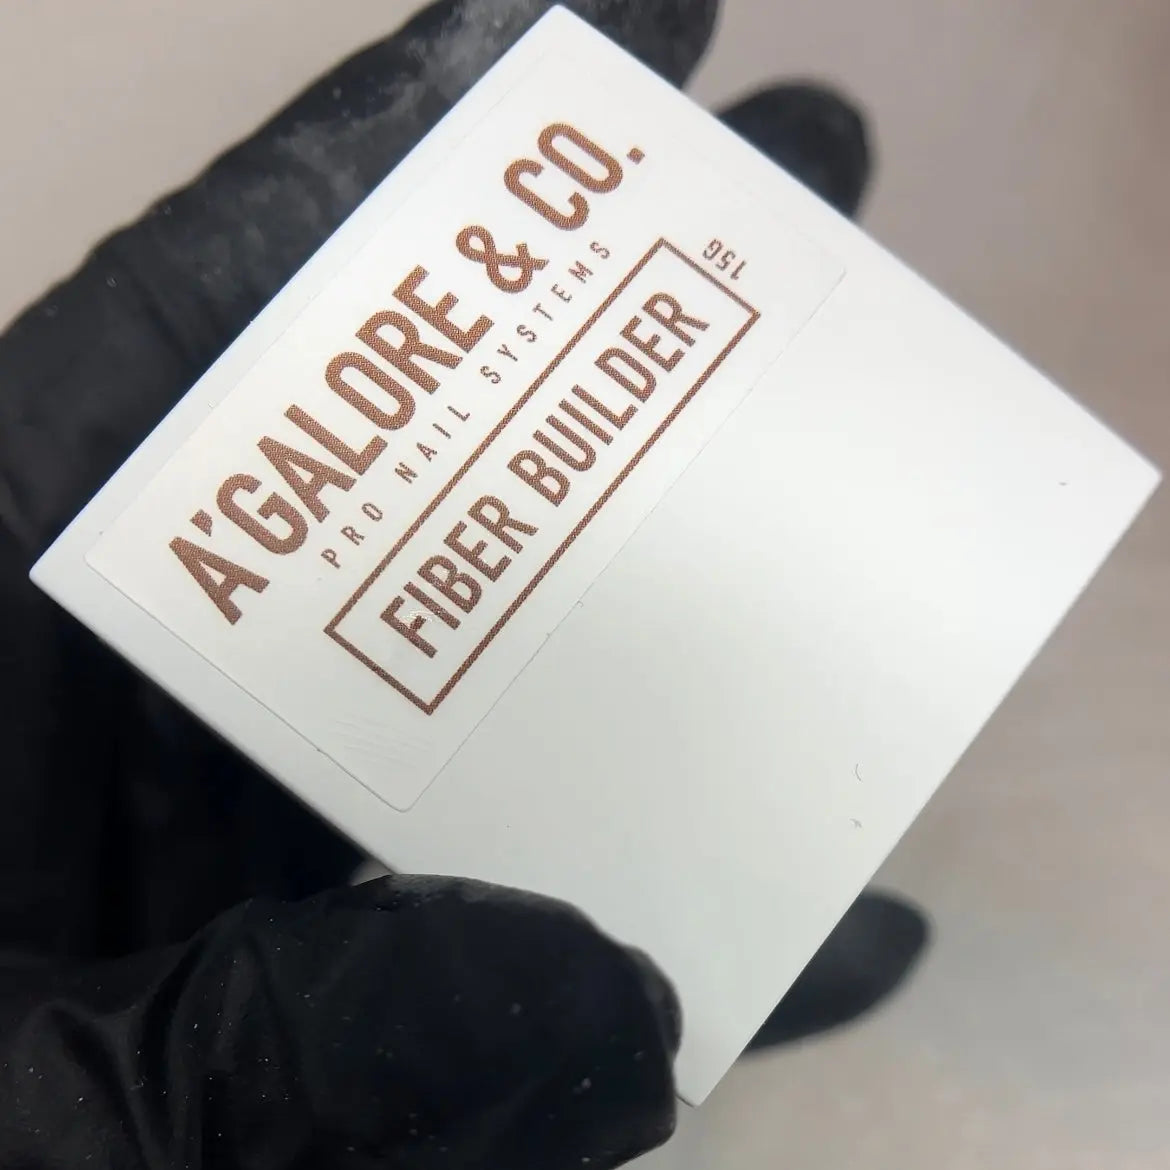 A'GALORE & CO.
PRO NAIL SYSTEMS
FIBER BUILDER
15G